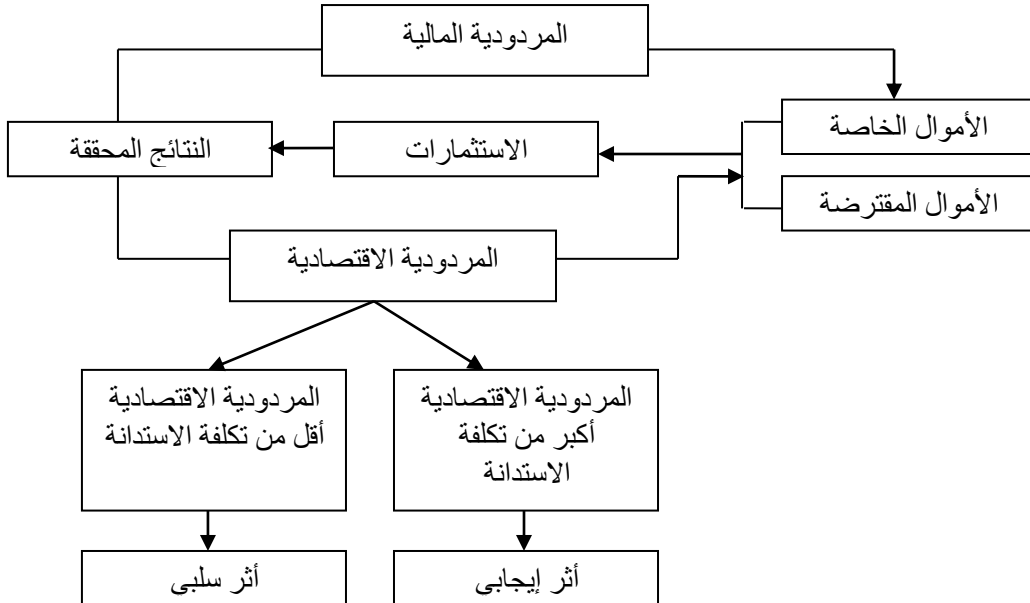 المردودية المالية
الأموال الخاصة
الاستثمارات
النتائج المحققة
الأموال المقترضة
المردودية الاقتصادية
المردودية الاقتصادية
أكبر من تكلفة
الاستدانة
المردودية الاقتصادية
أقل من تكلفة الاستدانة
أثر إيجابي
أثر سلبي